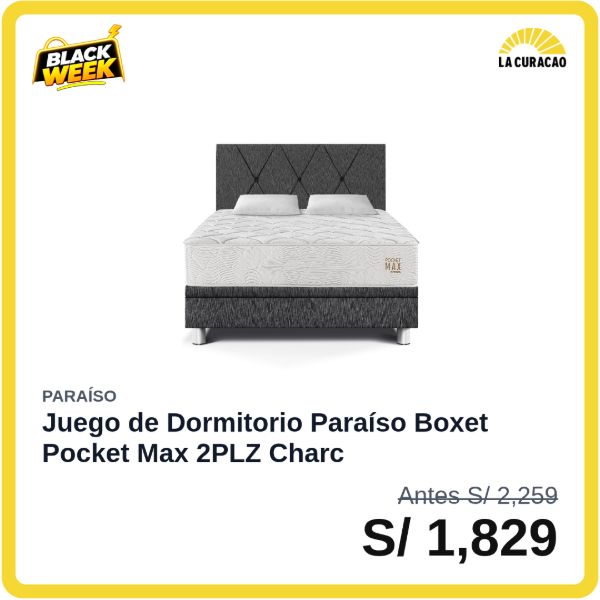 BLACK
WEEK
LA CURACAO
POCKET
MAX
PARAÍSO
Juego de Dormitorio Paraíso Boxet
Pocket Max 2PLZ Charc
Antes S/ 2,259
S/ 1,829